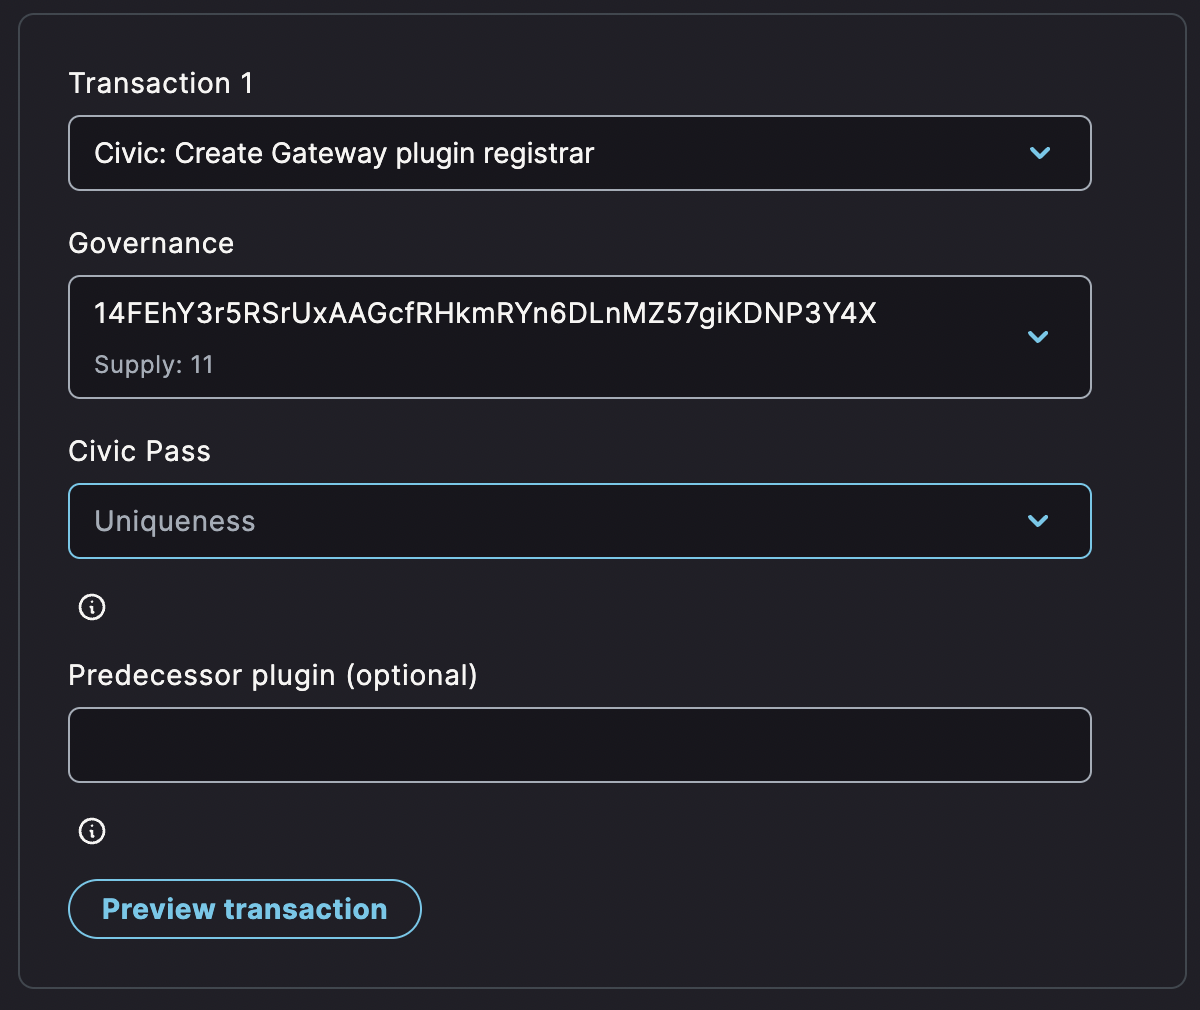 Transaction 1
Civic: Create Gateway plugin registrar
Governance
14FEhY3r5RSrUxAAGcfRHkmRYn6DLnMZ57giKDNP3Y4X
Supply: 11
Civic Pass
Uniqueness
Predecessor plugin (optional)
Preview transaction